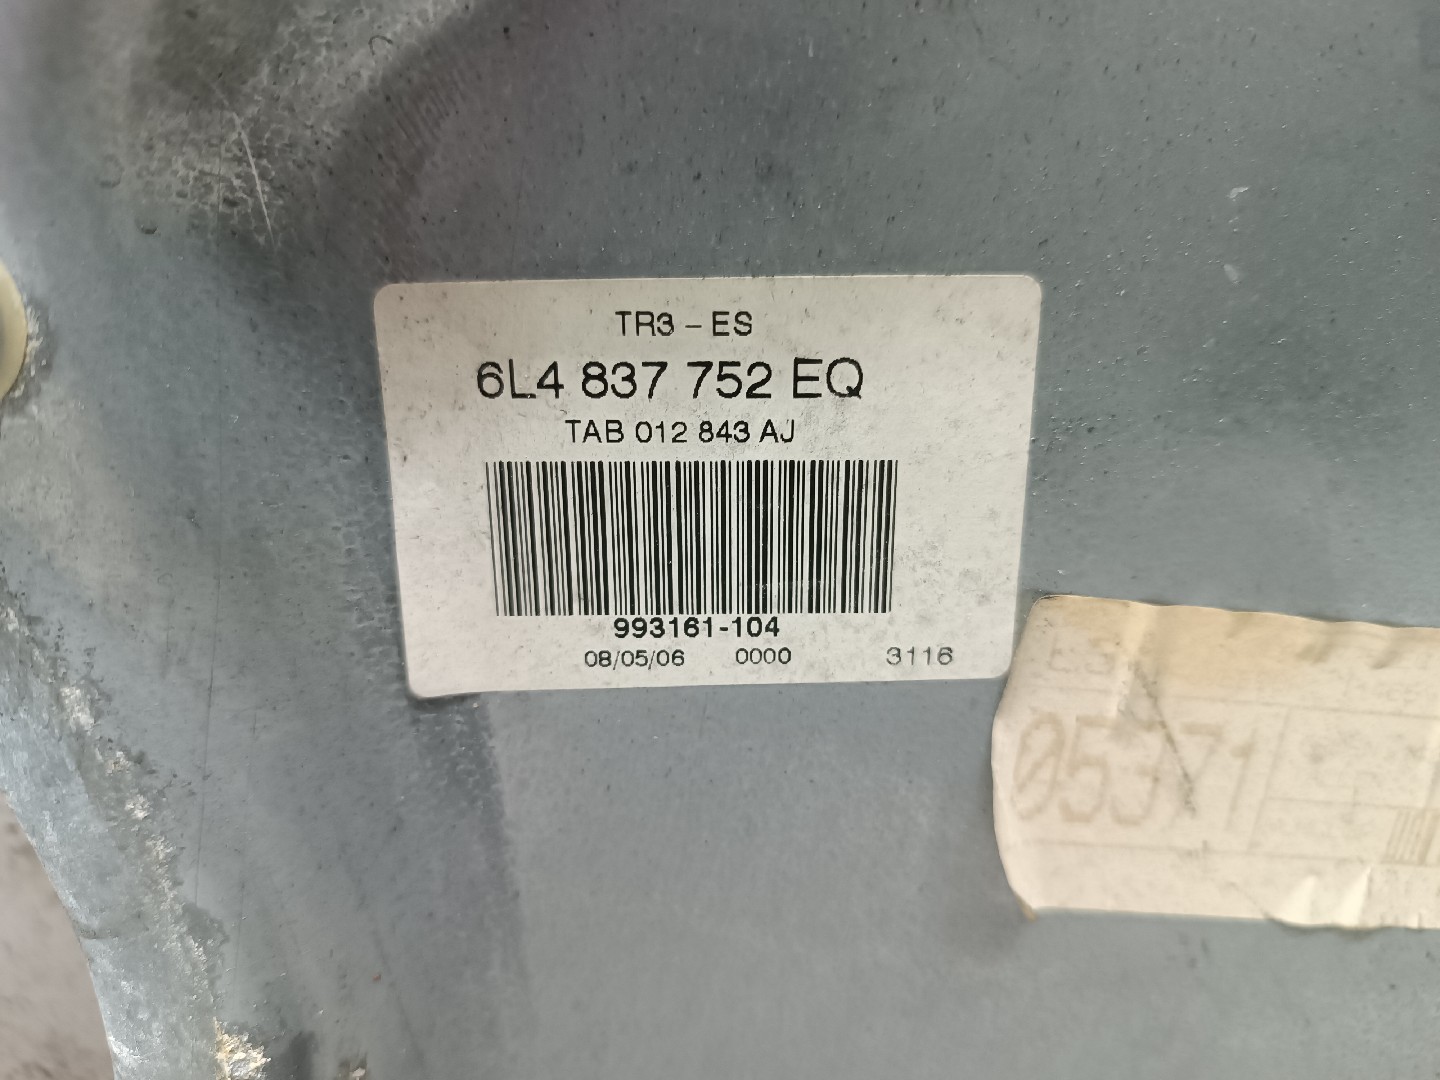 TR3 - ES
6L4 837 752 EQ
TAB 012 843 AJ
993161-104
08/05/06 0000 3116
05371